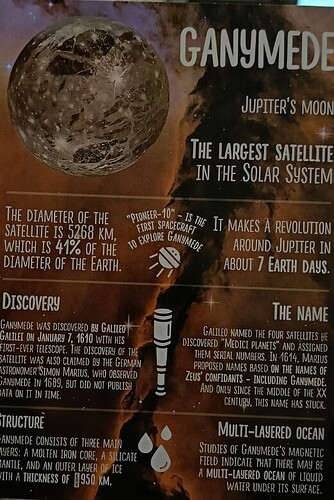 GANYMEDE
JUPITER'S MOON
THE LARGEST SATELLITE
IN THE SOLAR SYSTEM
THE DIAMETER OF THE
SATELLITE IS 5268 KM,
WHICH IS 41% OF THE
DIAMETER OF THE EARTH.
"PIONEER-10" - IS THE
FIRST SPACECRAFT
TO EXPLORE GANYMEDE
IT MAKES A REVOLUTION
AROUND JUPITER IN
ABOUT 7 EARTH DAYS.
DISCOVERY
GANYMEDE WAS DISCOVERED BY GALILEO
GALILEI ON JANUARY 7, 1610 WITH HIS
FIRST-EVER TELESCOPE. THE DISCOVERY OF THE
SATELLITE WAS ALSO CLAIMED BY THE GERMAN
ASTRONOMER SIMON MARIUS, WHO OBSERVED
GANYMEDE IN 1609, BUT DID NOT PUBLISH
DATA ON IT IN TIME.
THE NAME
GALILEO NAMED THE FOUR SATELLITES HE
DISCOVERED "MEDICI PLANETS" AND ASSIGNED
THEM SERIAL NUMBERS. IN 1614, MARIUS
PROPOSED NAMES BASED ON THE NAMES OF
ZEUS' CONFIDANTS - INCLUDING GANYMEDE.
AND ONLY SINCE THE MIDDLE OF THE XX
CENTURY, THIS NAME HAS STUCK.
STRUCTURE
GANYMEDE CONSISTS OF THREE MAIN
LAYERS: A MOLTEN IRON CORE, A SILICATE
MANTLE, AND AN OUTER LAYER OF ICE
WITH A THICKNESS OF 950 KM.
MULTI-LAYERED OCEAN
STUDIES OF GANYMEDE'S MAGNETIC
FIELD INDICATE THAT THERE MAY BE
A MULTI-LAYERED OCEAN OF LIQUID
WATER UNDER ITS SURFACE.